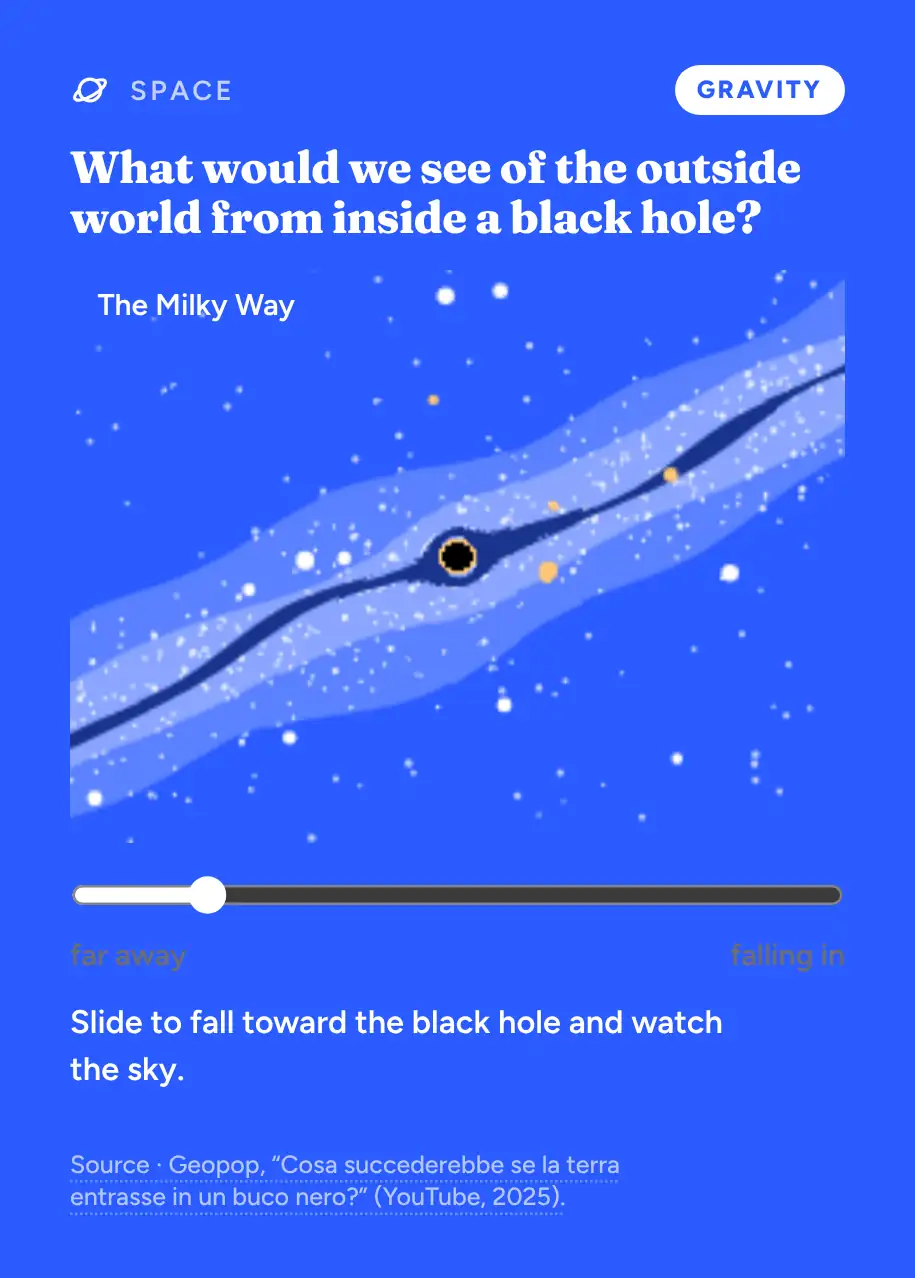 SPACE
GRAVITY
What would we see of the outside
world from inside a black hole?
The Milky Way
far away
falling in
Slide to fall toward the black hole and watch
the sky.
Source · Geopop, “Cosa succederebbe se la terra
entrasse in un buco nero?” (YouTube, 2025).